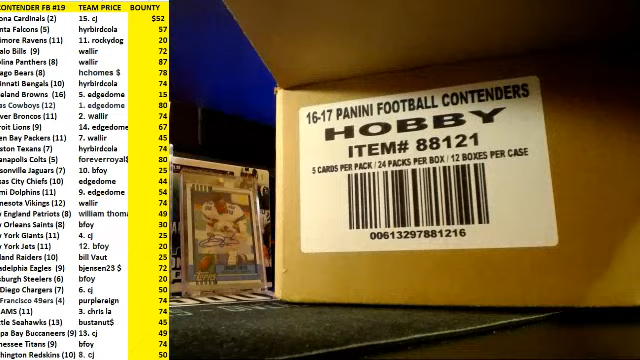 CONTENDER FB #19 TEAM PRICE BOUNTY
ona Cardinals (2) 15. cj $52
nta Falcons (5) hyrbirdcola 57
imore Ravens (11) 11. rockydog 20
alo Bills (9) wallir 72
olina Panthers (8) wallir 87
ago Bears (8) hchomes $ 78
innati Bengals (10) hyrbirdcola 74
eland Browns (16) 5. edgeisme 74
as Cowboys (12) 1. edgeisme 80
ver Broncos (11) 2. wallir 74
roit Lions (9) 14. edgedome 67
en Bay Packers (11) 7. wallir 45
ston Texans (7) hyrbirdcola 74
anapolis Colts (5) foreverroyal$ 80
sonville Jaguars (7) 10. bfoy 25
sas City Chiefs (10) edgedome 44
mi Dolphins (11) 9. edgedome 54
nesota Vikings (12) wallir 74
England Patriots (8) william thoma 49
Orleans Saints (8) bfoy 30
York Giants (11) 4. cj 25
York Jets (11) 12. bfoy 20
land Raiders (10) bill Vaut 25
adelphia Eagles (9) bjensen23 $ 72
sburgh Steelers (6) bfoy 20
Diego Chargers (7) 6. cj 50
Francisco 49ers (4) purplereign 74
AMS (11) 3. chris la 74
tle Seahawks (13) bustanut$ 45
pa Bay Buccaneers (9) 13. cj 49
nessee Titans (9) bfoy 74
hington Redskins (10) 8. cj 50
16-17 PANINI FOOTBALL CONTENDERS
HOBBY
ITEM# 88121
5 CARDS PER PACK / 24 PACKS PER BOX / 12 BOXES PER CASE
00613297881216
Topps